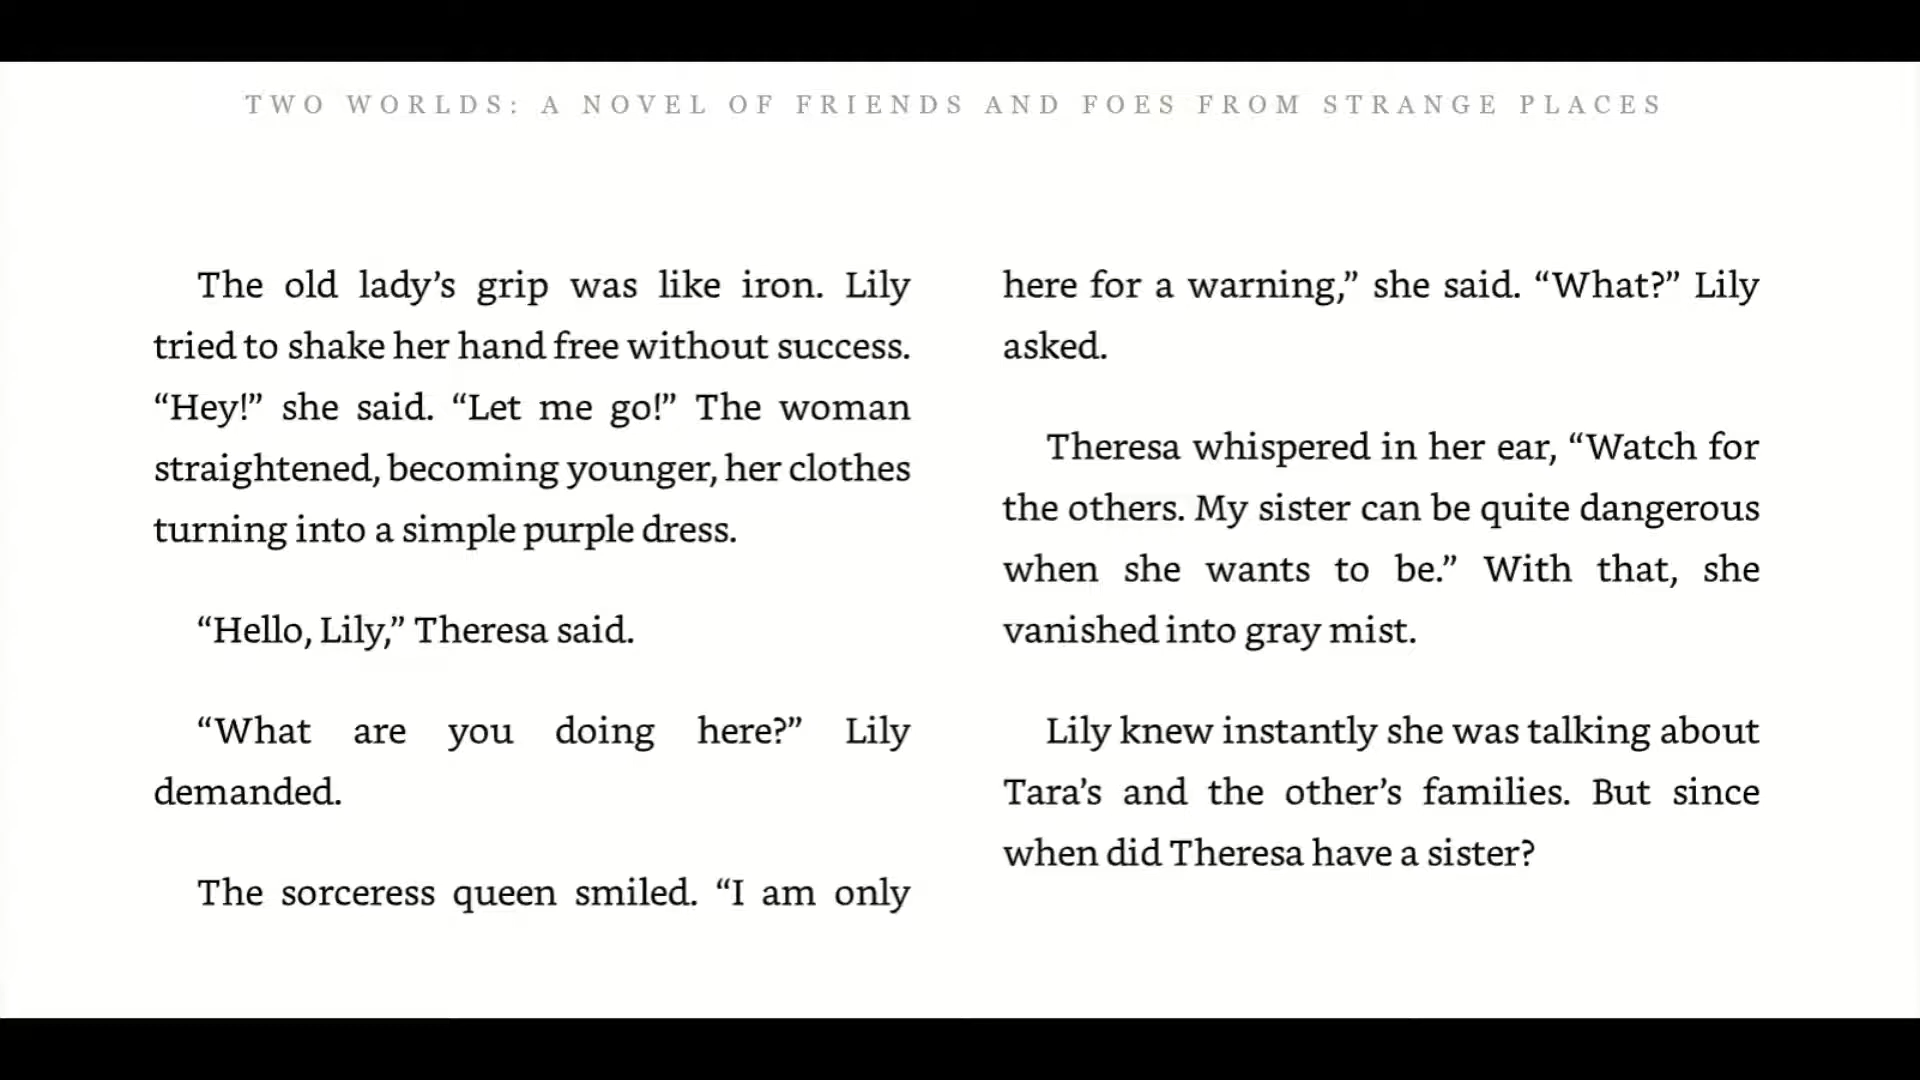 TWO WORLDS: A NOVEL OF FRIENDS AND FOES FROM STRANGE PLACES
The old lady’s grip was like iron. Lily
tried to shake her hand free without success.
“Hey!” she said. “Let me go!” The woman
straightened, becoming younger, her clothes
turning into a simple purple dress.
“Hello, Lily,” Theresa said.
“What are you doing here?” Lily
demanded.
The sorceress queen smiled. “I am only
here for a warning,” she said. “What?” Lily
asked.
Theresa whispered in her ear, “Watch for
the others. My sister can be quite dangerous
when she wants to be.” With that, she
vanished into gray mist.
Lily knew instantly she was talking about
Tara’s and the other’s families. But since
when did Theresa have a sister?